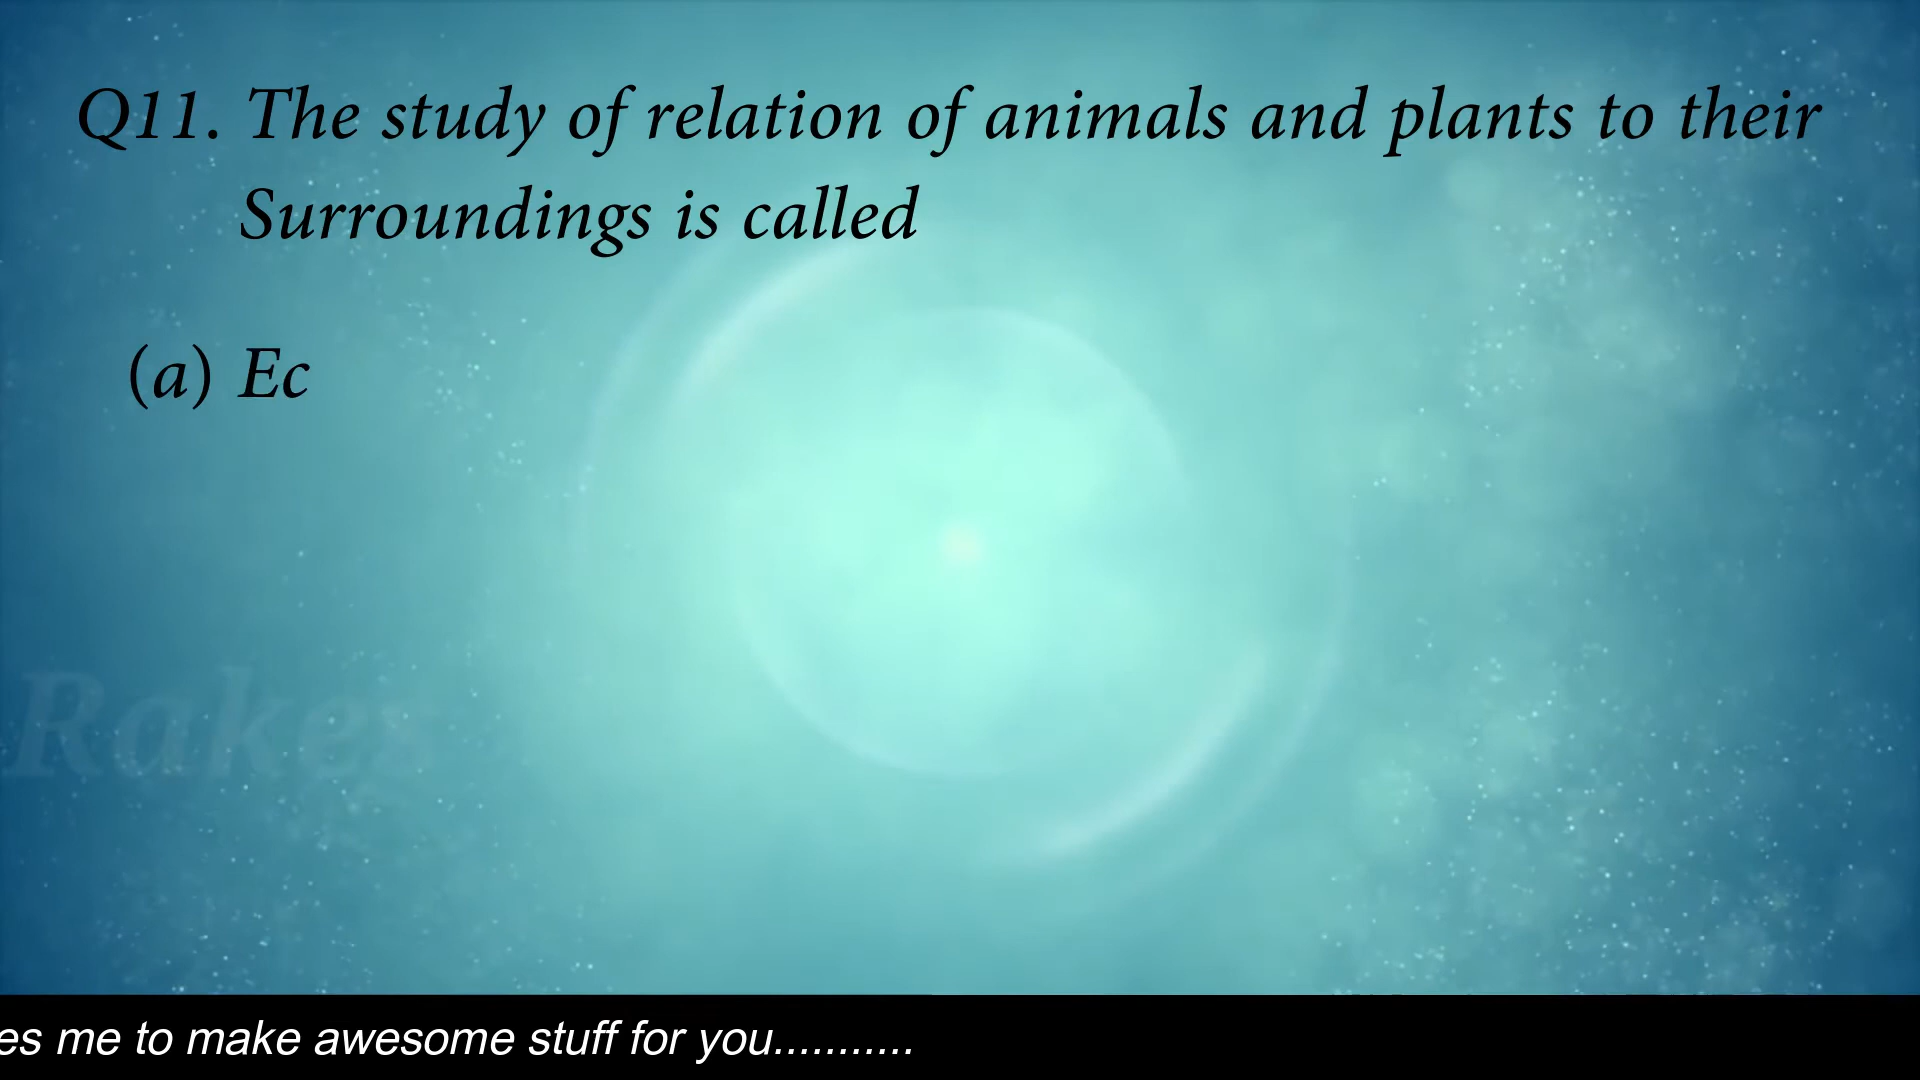 Q11. The study of relation of animals and plants to their
Surroundings is called
(a) Ec
Rakes
es me to make awesome stuff for you...........